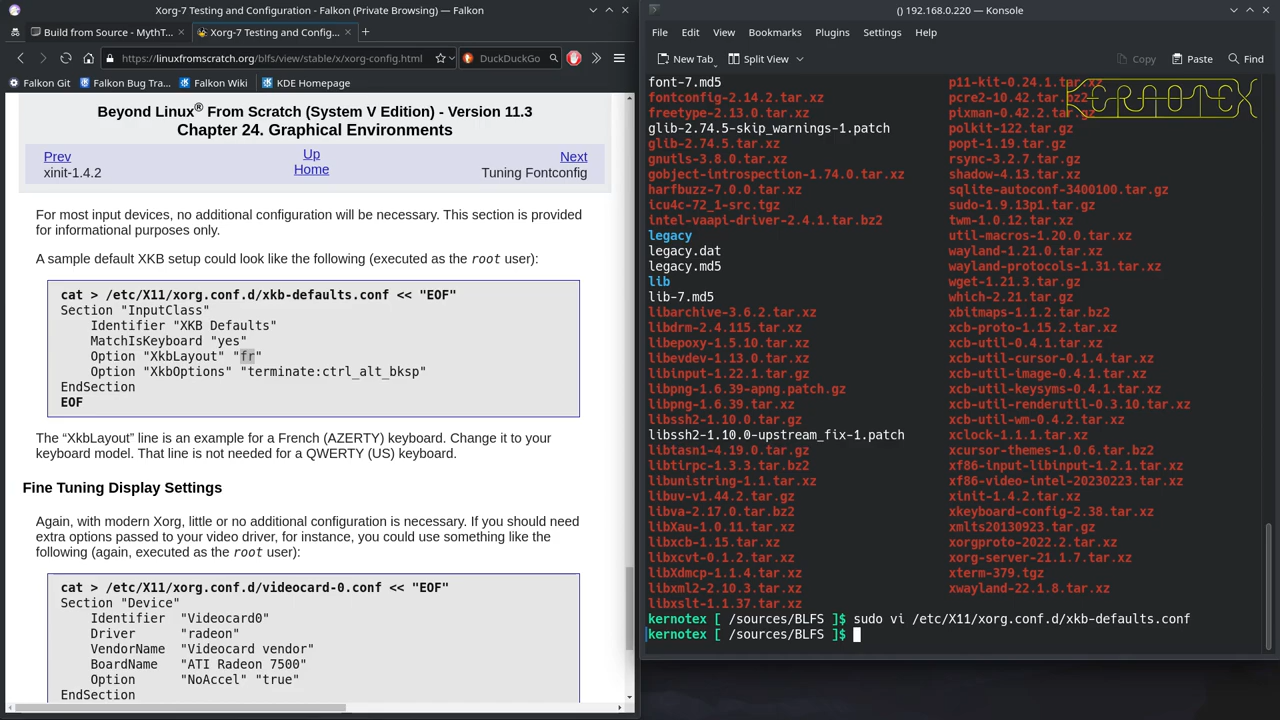 Xorg-7 Testing and Configuration - Falkon (Private Browsing) — Falkon
Build from Source - MythT...
Xorg-7 Testing and Config...
https://linuxfromscratch.org/blfs/view/stable/x/xorg-config.html
DuckDuckGo
Falkon Git
Falkon Bug Tra...
Falkon Wiki
KDE Homepage
Beyond Linux® From Scratch (System V Edition) - Version 11.3
Chapter 24. Graphical Environments
Prev
Up
Next
xinit-1.4.2
Home
Tuning Fontconfig
For most input devices, no additional configuration will be necessary. This section is provided
for informational purposes only.
A sample default XKB setup could look like the following (executed as the root user):
cat > /etc/X11/xorg.conf.d/xkb-defaults.conf << "EOF"
Section "InputClass"
Identifier "XKB Defaults"
MatchIsKeyboard "yes"
Option "XkbLayout" "fr"
Option "XkbOptions" "terminate:ctrl_alt_bksp"
EndSection
EOF
The “XkbLayout” line is an example for a French (AZERTY) keyboard. Change it to your
keyboard model. That line is not needed for a QWERTY (US) keyboard.
Fine Tuning Display Settings
Again, with modern Xorg, little or no additional configuration is necessary. If you should need
extra options passed to your video driver, for instance, you could use something like the
following (again, executed as the root user):
cat > /etc/X11/xorg.conf.d/videocard-0.conf << "EOF"
Section "Device"
Identifier "Videocard0"
Driver "radeon"
VendorName "Videocard vendor"
BoardName "ATI Radeon 7500"
Option "NoAccel" "true"
EndSection
() 192.168.0.220 — Konsole
File Edit View Bookmarks Plugins Settings Help
New Tab Split View Copy Paste Find
KERNOTEX
font-7.md5 p11-kit-0.24.1.tar.xz
fontconfig-2.14.2.tar.xz pcre2-10.42.tar.bz2
freetype-2.13.0.tar.xz pixman-0.42.2.tar.gz
glib-2.74.5-skip_warnings-1.patch polkit-122.tar.gz
glib-2.74.5.tar.xz popt-1.19.tar.gz
gnutls-3.8.0.tar.xz rsync-3.2.7.tar.gz
gobject-introspection-1.74.0.tar.xz shadow-4.13.tar.xz
harfbuzz-7.0.0.tar.xz sqlite-autoconf-3400100.tar.gz
icu4c-72_1-src.tgz sudo-1.9.13p1.tar.gz
intel-vaapi-driver-2.4.1.tar.bz2 twm-1.0.12.tar.xz
legacy util-macros-1.20.0.tar.xz
legacy.dat wayland-1.21.0.tar.xz
legacy.md5 wayland-protocols-1.31.tar.xz
lib wget-1.21.3.tar.gz
lib-7.md5 which-2.21.tar.gz
libarchive-3.6.2.tar.xz xbitmaps-1.1.2.tar.bz2
libdrm-2.4.115.tar.xz xcb-proto-1.15.2.tar.xz
libepoxy-1.5.10.tar.xz xcb-util-0.4.1.tar.xz
libevdev-1.13.0.tar.xz xcb-util-cursor-0.1.4.tar.xz
libinput-1.22.1.tar.gz xcb-util-image-0.4.1.tar.xz
libpng-1.6.39-apng.patch.gz xcb-util-keysyms-0.4.1.tar.xz
libpng-1.6.39.tar.xz xcb-util-renderutil-0.3.10.tar.xz
libssh2-1.10.0.tar.gz xcb-util-wm-0.4.2.tar.xz
libssh2-1.10.0-upstream_fix-1.patch xclock-1.1.1.tar.xz
libtasn1-4.19.0.tar.gz xcursor-themes-1.0.6.tar.bz2
libtirpc-1.3.3.tar.bz2 xf86-input-libinput-1.2.1.tar.xz
libunistring-1.1.tar.xz xf86-video-intel-20230223.tar.xz
libuv-v1.44.2.tar.gz xinit-1.4.2.tar.xz
libva-2.17.0.tar.bz2 xkeyboard-config-2.38.tar.xz
libXau-1.0.11.tar.xz xmlts20130923.tar.gz
libxcb-1.15.tar.xz xorgproto-2022.2.tar.xz
libxcvt-0.1.2.tar.xz xorg-server-21.1.7.tar.xz
libXdmcp-1.1.4.tar.xz xterm-379.tgz
libxml2-2.10.3.tar.xz xwayland-22.1.8.tar.xz
libxslt-1.1.37.tar.xz
kernotex [ /sources/BLFS ]$ sudo vi /etc/X11/xorg.conf.d/xkb-defaults.conf
kernotex [ /sources/BLFS ]$